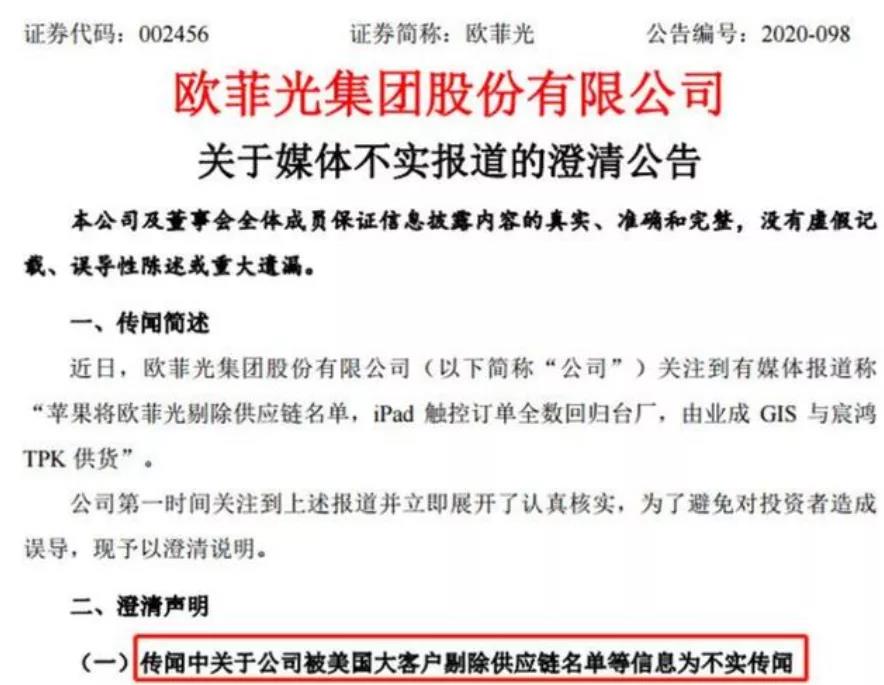 证券代码：002456 证券简称：欧菲光 公告编号：2020-098
欧菲光集团股份有限公司
关于媒体不实报道的澄清公告
本公司及董事会全体成员保证信息披露内容的真实、准确和完整，没有虚假记
载、误导性陈述或重大遗漏。
一、传闻简述
近日，欧菲光集团股份有限公司（以下简称“公司”）关注到有媒体报道称
“苹果将欧菲光剔除供应链名单，iPad 触控订单全数回归台厂，由业成 GIS 与宸鸿
TPK 供货”。
公司第一时间关注到上述报道并立即展开了认真核实，为了避免对投资者造成
误导，现予以澄清说明。
二、澄清声明
（一）传闻中关于公司被美国大客户剔除供应链名单等信息为不实传闻